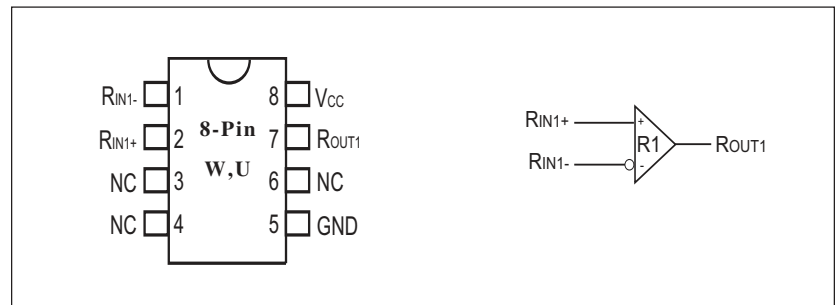 RIN1- 1 8 VCC
RIN1+ 2 8-Pin 7 ROUT1
W,U
NC 3 6 NC
NC 4 5 GND
RIN1+ + R1 ROUT1
RIN1- -